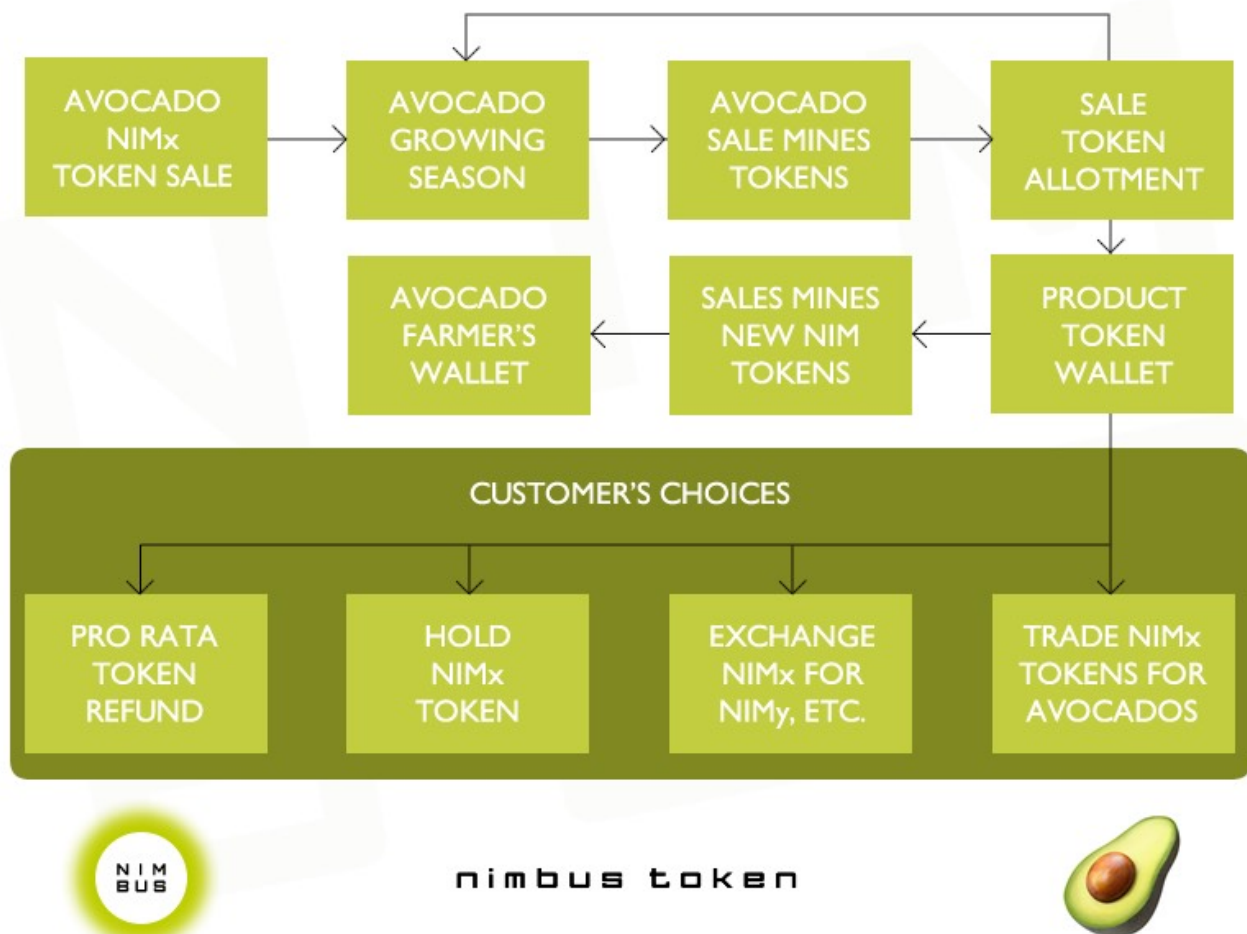 AVOCADO
NIMx
TOKEN SALE
AVOCADO
GROWING
SEASON
AVOCADO
SALE MINES
TOKENS
SALE
TOKEN
ALLOTMENT
AVOCADO
FARMER'S
WALLET
SALES MINES
NEW NIM
TOKENS
PRODUCT
TOKEN
WALLET
CUSTOMER'S CHOICES
PRO RATA
TOKEN
REFUND
HOLD
NIMx
TOKEN
EXCHANGE
NIMx FOR
NIMy, ETC.
TRADE NIMx
TOKENS FOR
AVOCADOS
NIM
BUS
nimbus token